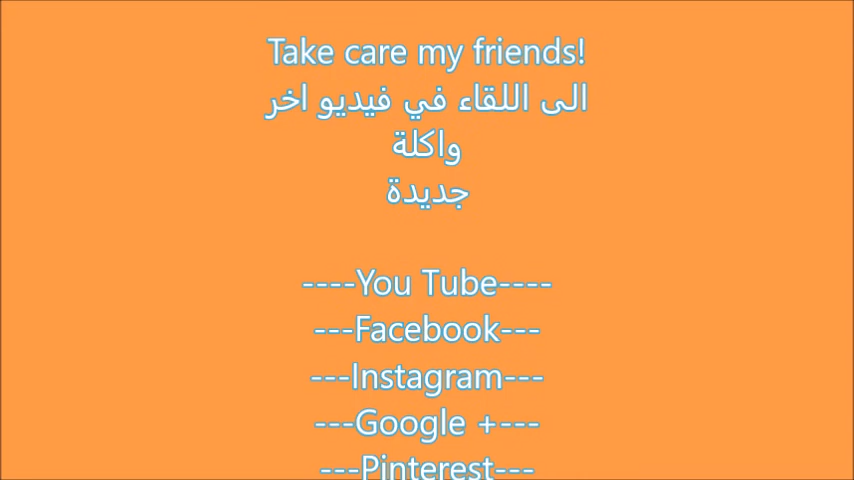 Take care my friends!
الى اللقاء في فيديو اخر
واكلة
جديدة
----You Tube----
---Facebook---
---Instagram---
---Google +---
---Pinterest---